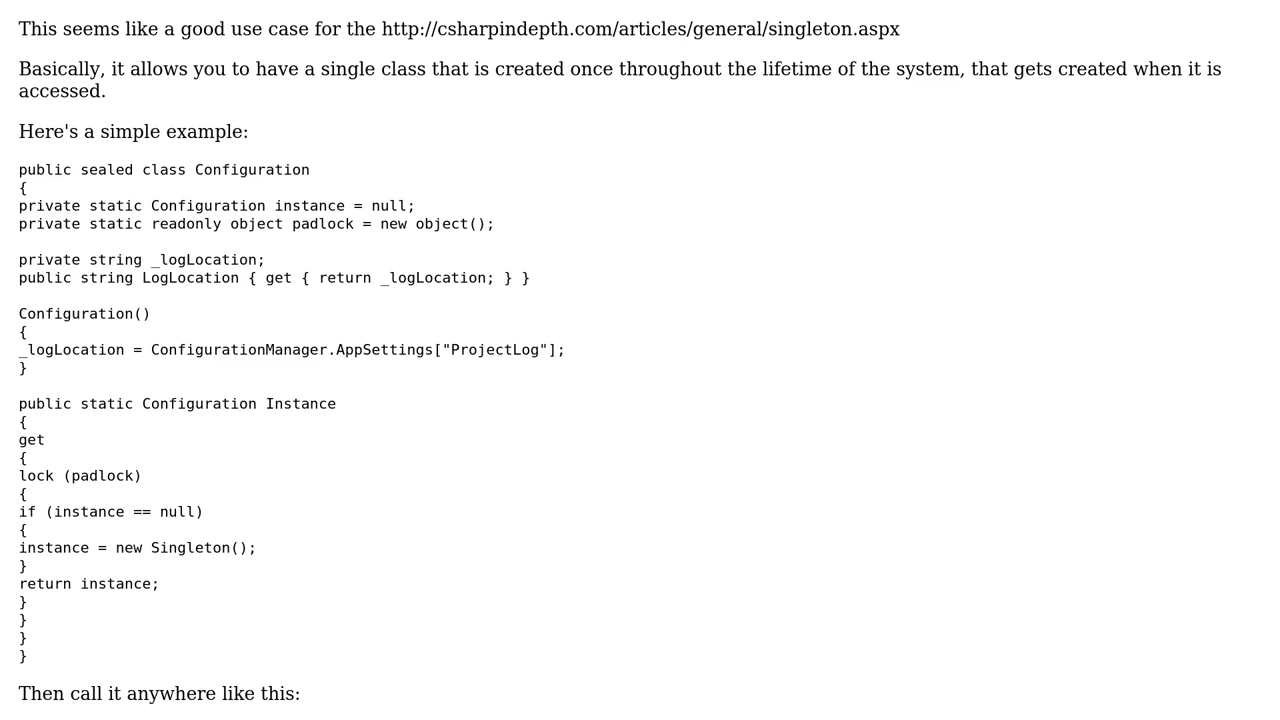 This seems like a good use case for the http://csharpindepth.com/articles/general/singleton.aspx
Basically, it allows you to have a single class that is created once throughout the lifetime of the system, that gets created when it is
accessed.
Here's a simple example:
public sealed class Configuration
{
private static Configuration instance = null;
private static readonly object padlock = new object();
private string _logLocation;
public string LogLocation { get { return _logLocation; } }
Configuration()
{
_logLocation = ConfigurationManager.AppSettings["ProjectLog"];
}
public static Configuration Instance
{
get
{
lock (padlock)
{
if (instance == null)
{
instance = new Singleton();
}
return instance;
}
}
}
}
Then call it anywhere like this: